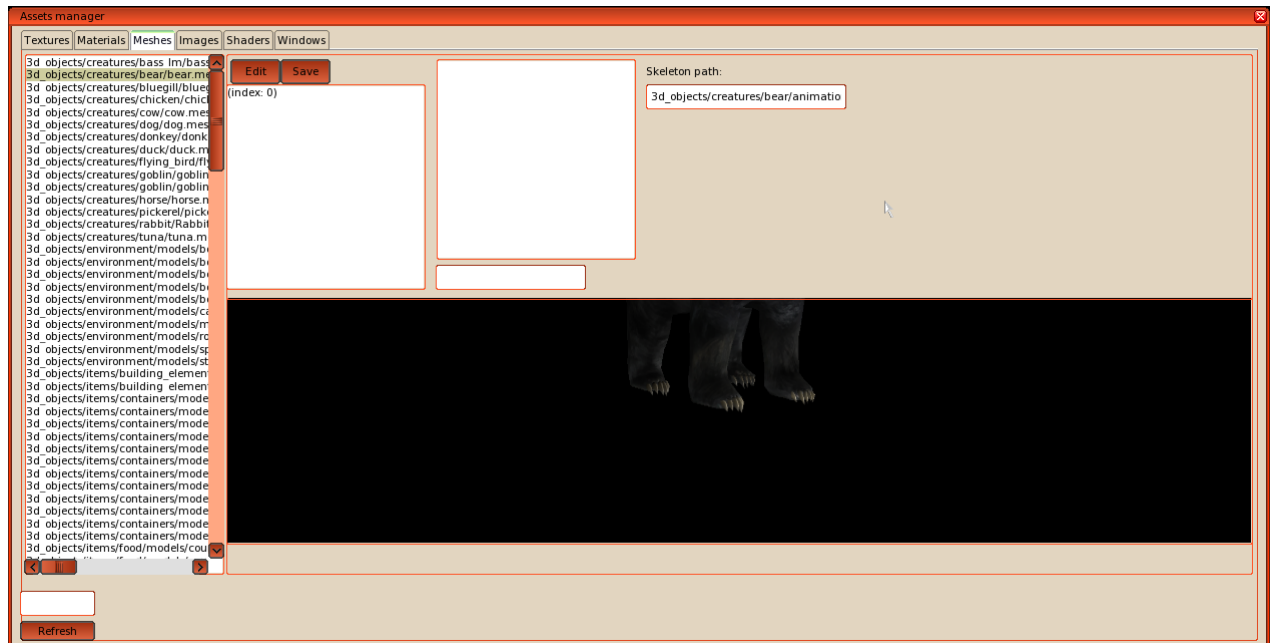 Assets manager
Textures Materials Meshes Images Shaders Windows
3d_objects/creatures/bass_lm/bass
3d_objects/creatures/bear/bear.me
3d_objects/creatures/bluegill/blueg
3d_objects/creatures/chicken/chic
3d_objects/creatures/cow/cow.mes
3d_objects/creatures/dog/dog.mes
3d_objects/creatures/donkey/donk
3d_objects/creatures/duck/duck.m
3d_objects/creatures/flying_bird/fl
3d_objects/creatures/goblin/goblin
3d_objects/creatures/goblin/goblin
3d_objects/creatures/horse/horse.n
3d_objects/creatures/pickerel/pick
3d_objects/creatures/rabbit/Rabbit
3d_objects/creatures/tuna/tuna.m
3d_objects/environment/models/b
3d_objects/environment/models/b
3d_objects/environment/models/b
3d_objects/environment/models/b
3d_objects/environment/models/b
3d_objects/environment/models/ca
3d_objects/environment/models/m
3d_objects/environment/models/ro
3d_objects/environment/models/sp
3d_objects/environment/models/st
3d_objects/items/building_elemen
3d_objects/items/building_elemen
3d_objects/items/containers/mode
3d_objects/items/containers/mode
3d_objects/items/containers/mode
3d_objects/items/containers/mode
3d_objects/items/containers/mode
3d_objects/items/containers/mode
3d_objects/items/containers/mode
3d_objects/items/containers/mode
3d_objects/items/containers/mode
3d_objects/items/containers/mode
3d_objects/items/containers/mode
3d_objects/items/containers/mode
3d_objects/items/food/models/cou
Edit Save
(index: 0)
Skeleton path:
3d_objects/creatures/bear/animatio
Refresh